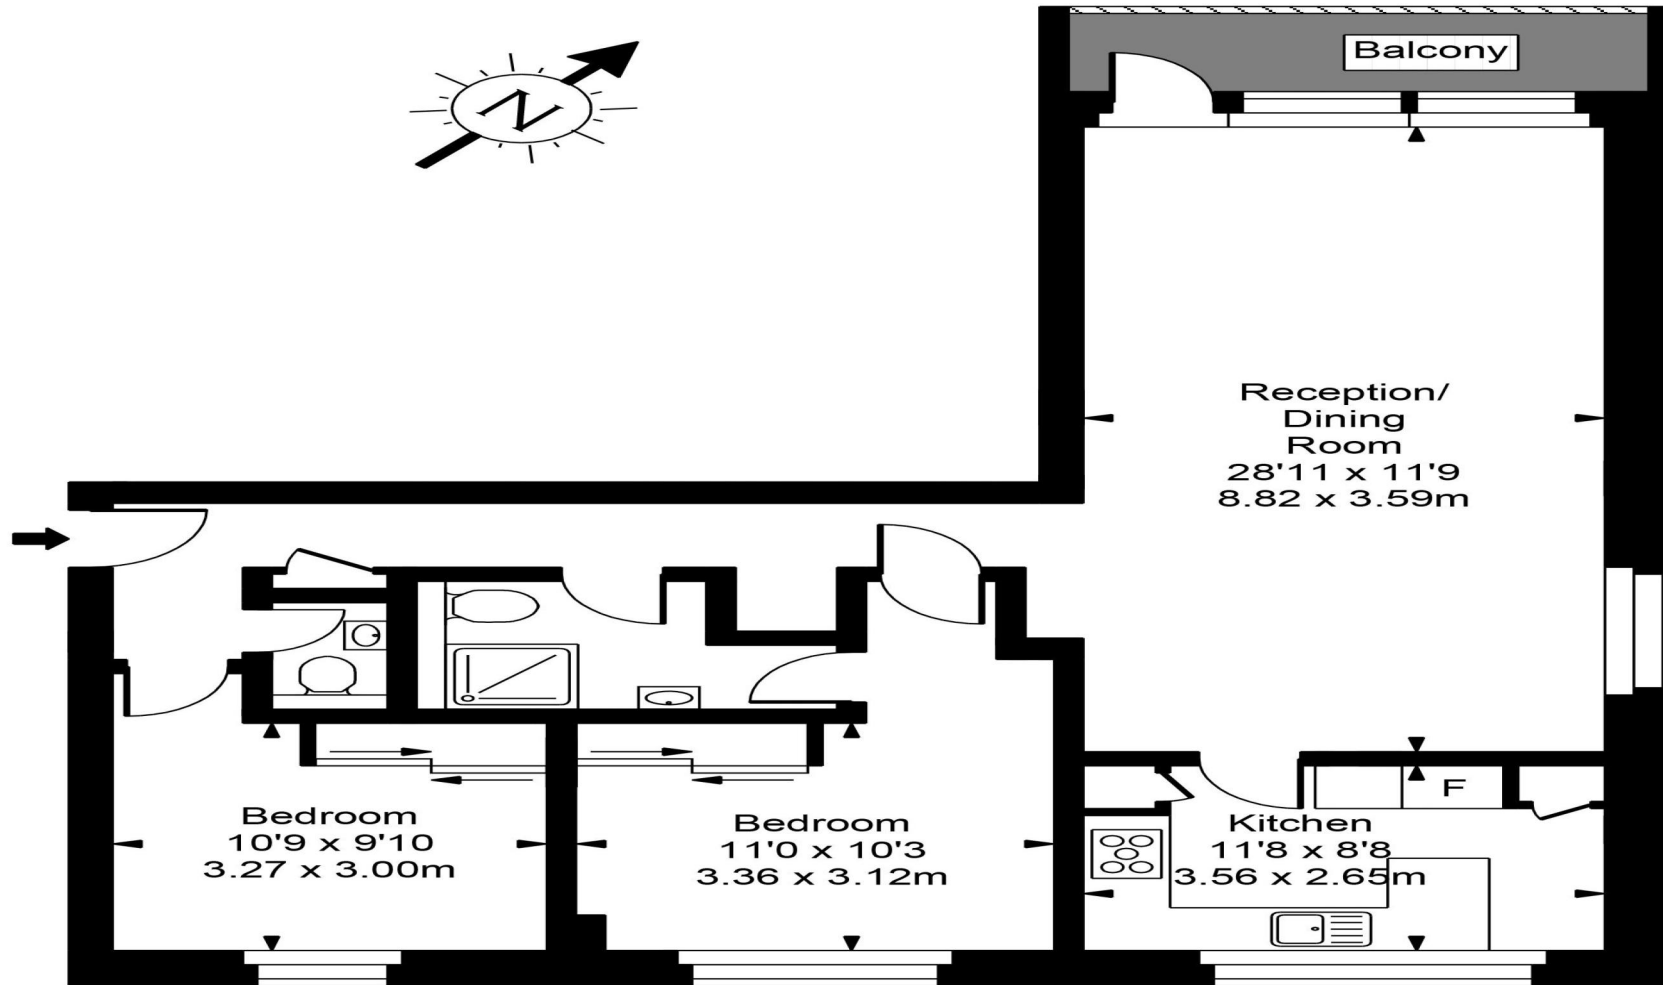 Balcony
N
Reception/
Dining
Room
28'11 x 11'9
8.82 x 3.59m
Bedroom
10'9 x 9'10
3.27 x 3.00m
Bedroom
11'0 x 10'3
3.36 x 3.12m
F
Kitchen
11'8 x 8'8
3.56 x 2.65m